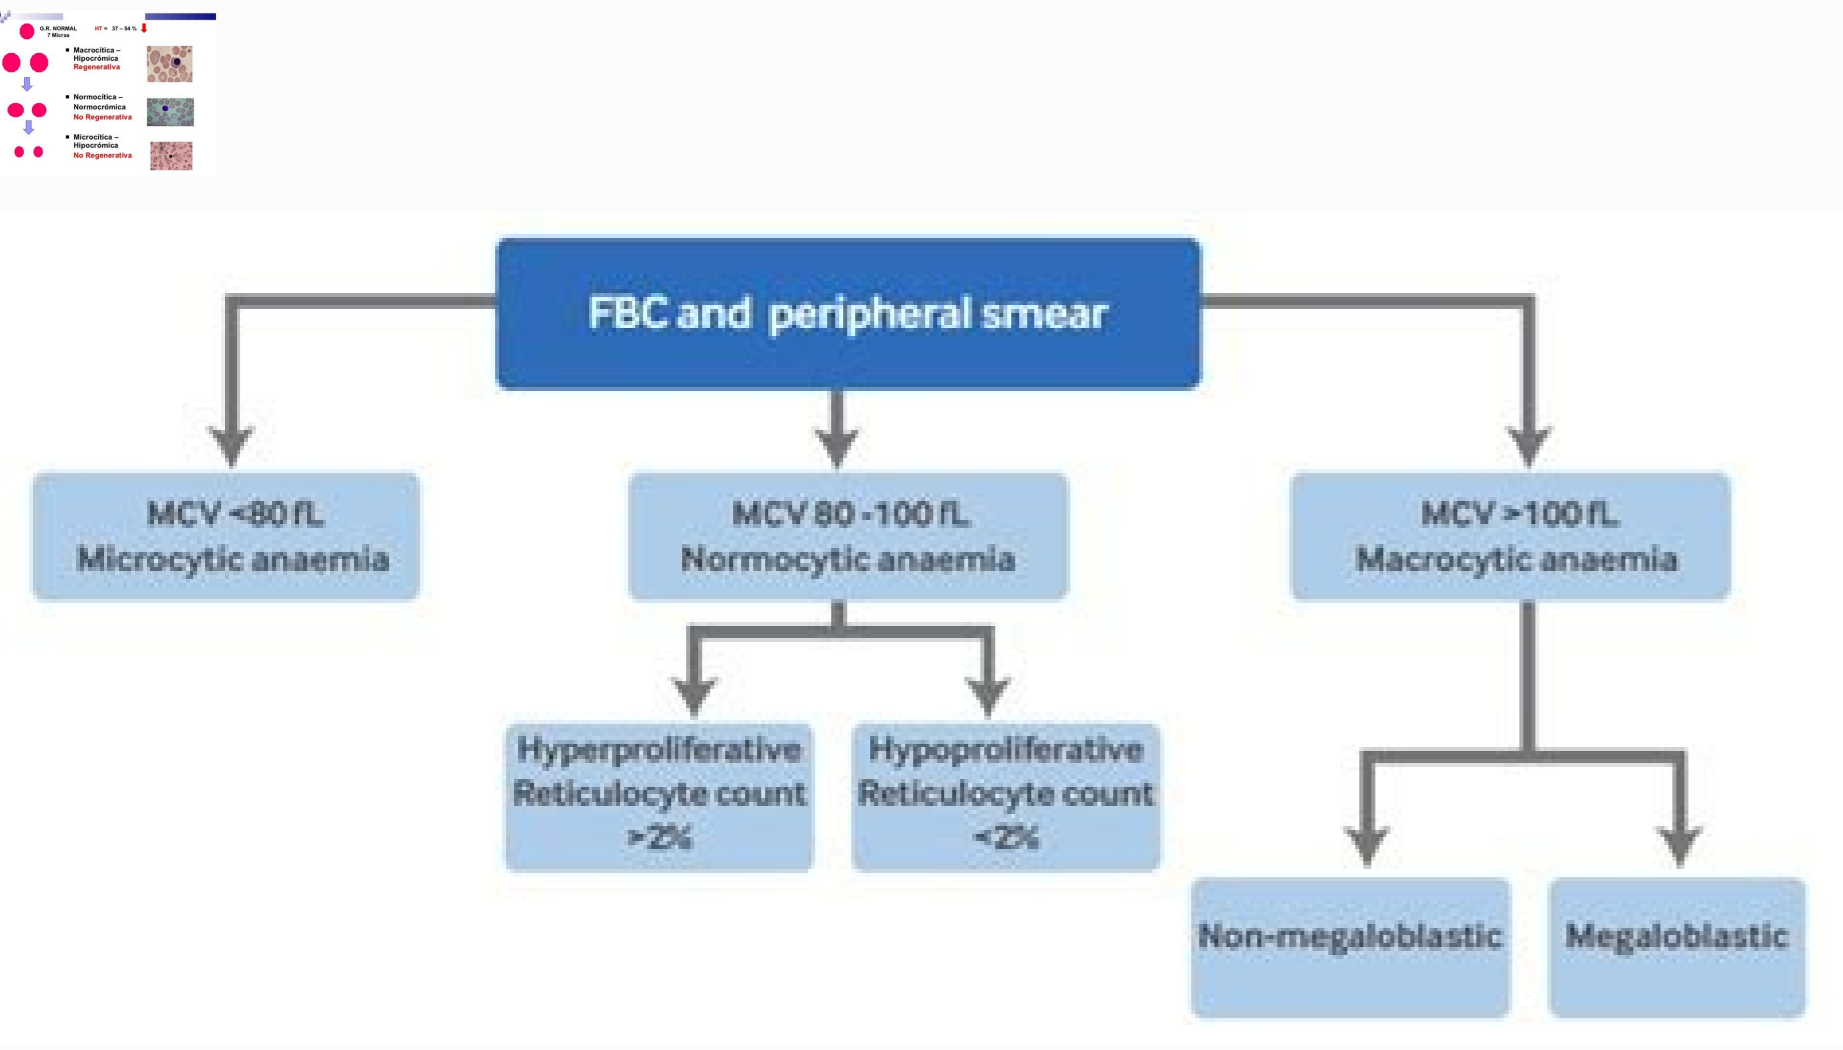 G.R. NORMAL
7 Micras
HT = 37 – 54 %
▪ Macrocítica –
Hipocrómica
Regenerativa
▪ Normocítica –
Normocrómica
No Regenerativa
▪ Microcítica –
Hipocrómica
No Regenerativa
FBC and peripheral smear
MCV <80 fL
Microcytic anaemia
MCV 80 -100 fL
Normocytic anaemia
MCV >100 fL
Macrocytic anaemia
Hyperproliferative
Reticulocyte count
>2%
Hypoproliferative
Reticulocyte count
<2%
Non-megaloblastic
Megaloblastic